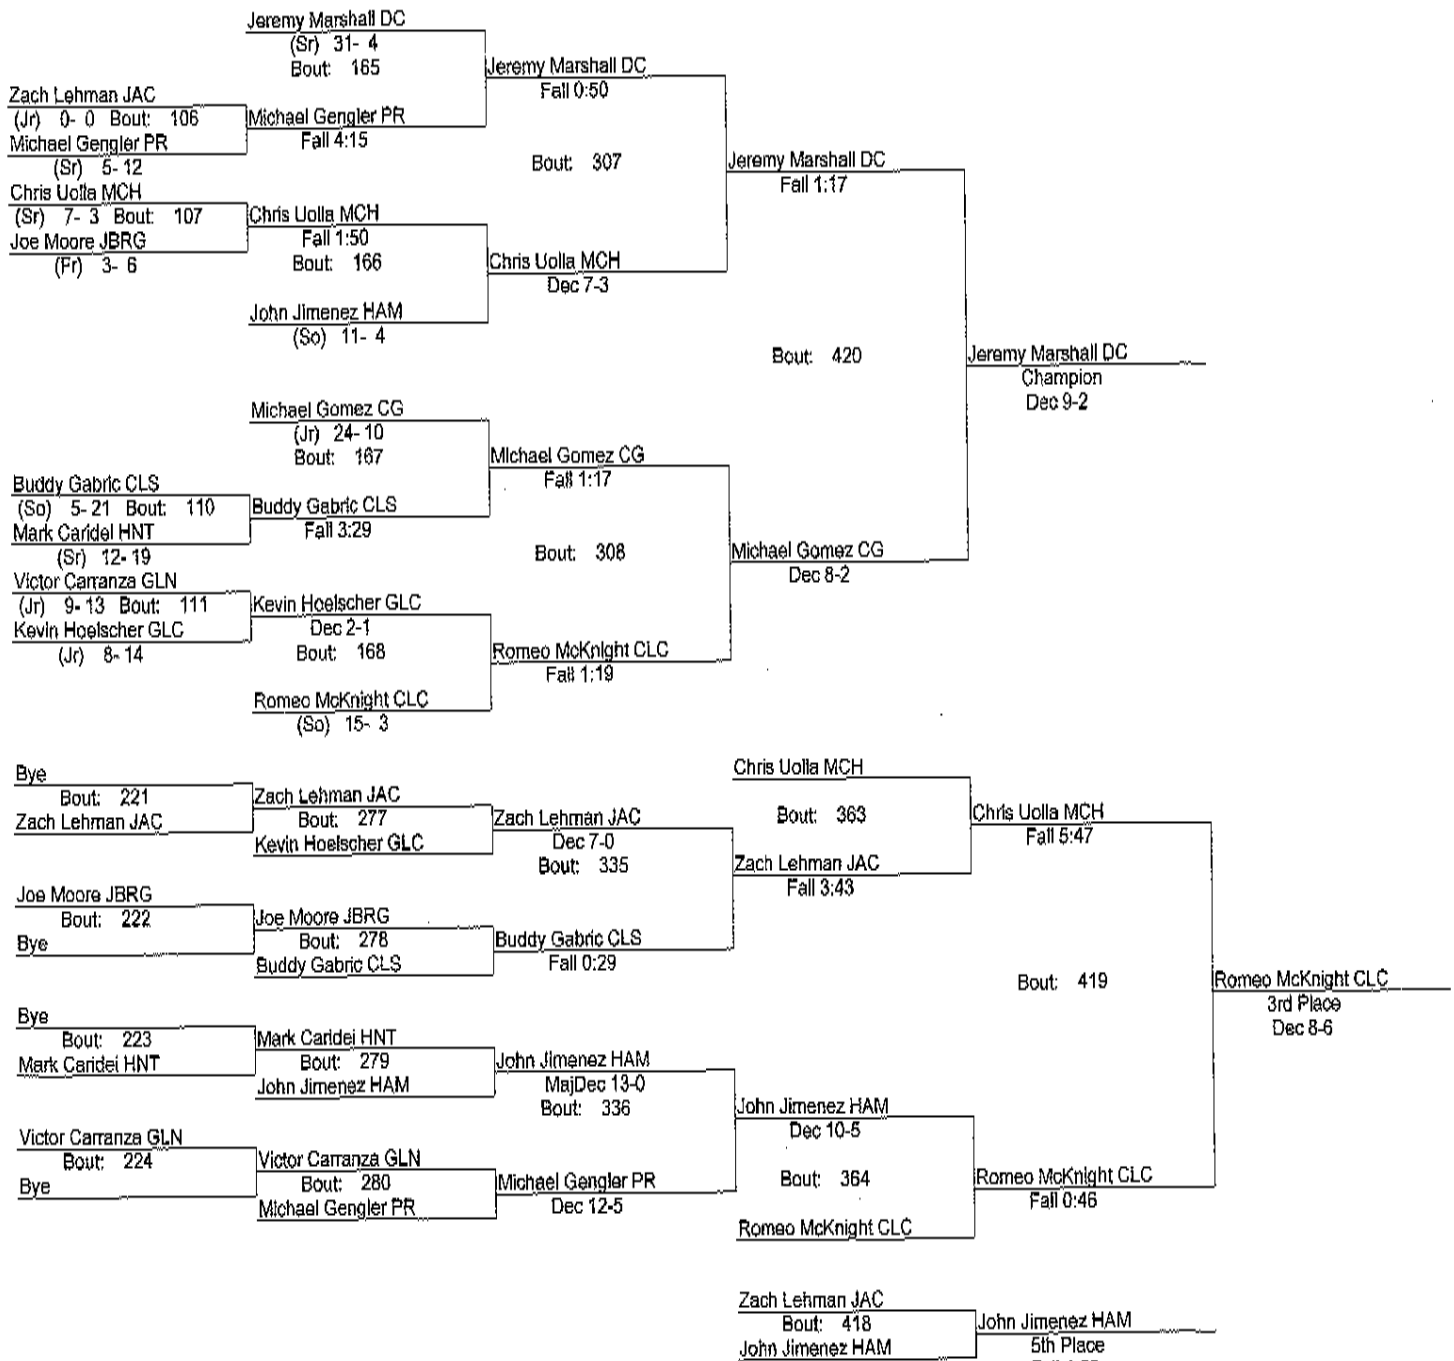 Jeremy Marshall DC
(Sr) 31- 4
Bout: 165
Jeremy Marshall DC
Fall 0:50
Zach Lehman JAC
(Jr) 0- 0 Bout: 106
Michael Gengler PR
(Sr) 5- 12
Michael Gengler PR
Fall 4:15
Bout: 307
Jeremy Marshall DC
Fall 1:17
Chris Uolla MCH
(Sr) 7- 3 Bout: 107
Joe Moore JBRG
(Fr) 3- 6
Chris Uolla MCH
Fall 1:50
Bout: 166
Chris Uolla MCH
Dec 7-3
John Jimenez HAM
(So) 11- 4
Bout: 420
Jeremy Marshall DC
Champion
Dec 9-2
Michael Gomez CG
(Jr) 24- 10
Bout: 167
Michael Gomez CG
Fall 1:17
Buddy Gabric CLS
(So) 5- 21 Bout: 110
Mark Caridei HNT
(Sr) 12- 19
Buddy Gabric CLS
Fall 3:29
Bout: 308
Michael Gomez CG
Dec 8-2
Victor Carranza GLN
(Jr) 9- 13 Bout: 111
Kevin Hoelscher GLC
(Jr) 8- 14
Kevin Hoelscher GLC
Dec 2-1
Bout: 168
Romeo McKnight CLC
Fall 1:19
Romeo McKnight CLC
(So) 15- 3
Bye
Bout: 221
Zach Lehman JAC
Zach Lehman JAC
Bout: 277
Kevin Hoelscher GLC
Zach Lehman JAC
Dec 7-0
Bout: 335
Chris Uolla MCH
Bout: 363
Zach Lehman JAC
Fall 3:43
Chris Uolla MCH
Fall 5:47
Joe Moore JBRG
Bout: 222
Bye
Joe Moore JBRG
Bout: 278
Buddy Gabric CLS
Buddy Gabric CLS
Fall 0:29
Bout: 419
Romeo McKnight CLC
3rd Place
Dec 8-6
Bye
Bout: 223
Mark Caridei HNT
Mark Caridei HNT
Bout: 279
John Jimenez HAM
John Jimenez HAM
MajDec 13-0
Bout: 336
John Jimenez HAM
Dec 10-5
Bout: 364
Romeo McKnight CLC
Romeo McKnight CLC
Fall 0:46
Victor Carranza GLN
Bout: 224
Bye
Victor Carranza GLN
Bout: 280
Michael Gengler PR
Michael Gengler PR
Dec 12-5
Zach Lehman JAC
Bout: 418
John Jimenez HAM
John Jimenez HAM
5th Place